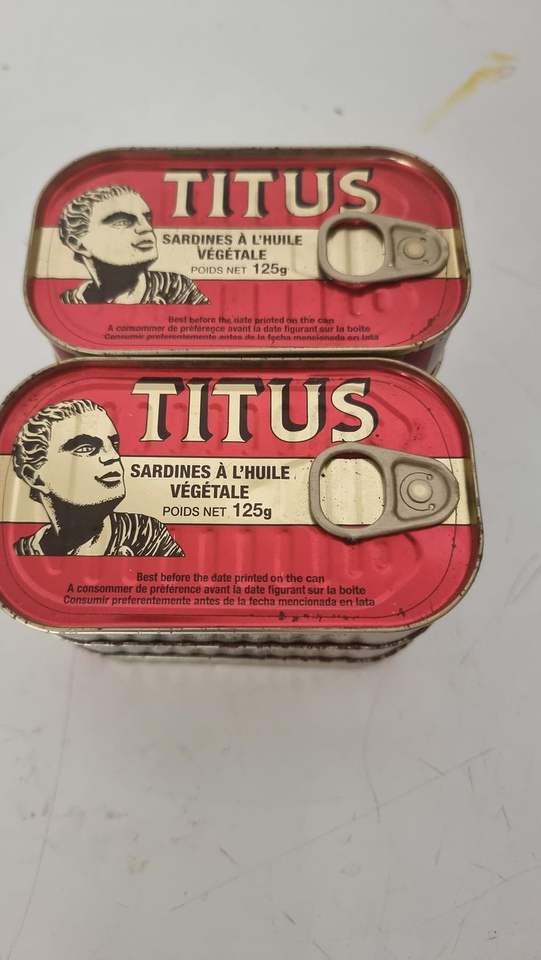 TITUS
SARDINES À L'HUILE
VÉGÉTALE
POIDS NET 125g
Best before the date printed on the can
A consommer de préférence avant la date figurant sur la boîte
Consumir preferentemente antes de la fecha mencionada en lata
TITUS
SARDINES À L'HUILE
VÉGÉTALE
POIDS NET 125g
Best before the date printed on the can
A consommer de préférence avant la date figurant sur la boîte
Consumir preferentemente antes de la fecha mencionada en lata